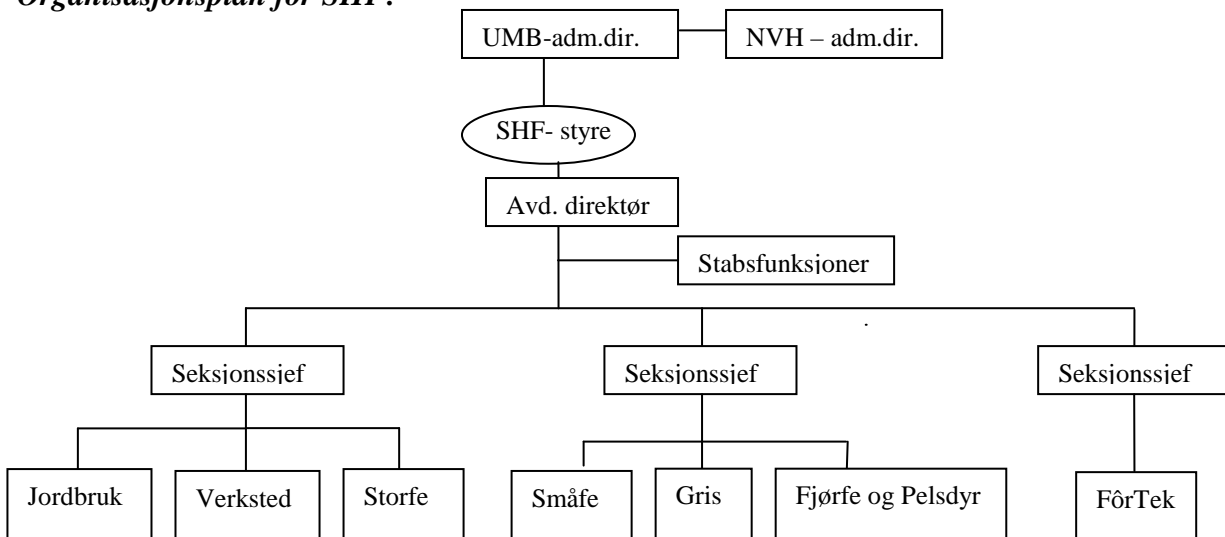 Organisasjonsplan for SHF:
UMB-adm.dir.
NVH – adm.dir.
SHF- styre
Avd. direktør
Stabsfunksjoner
Seksjonssjef
Seksjonssjef
Seksjonssjef
Jordbruk
Verksted
Storfe
Småfe
Gris
Fjørfe og Pelsdyr
FôrTek